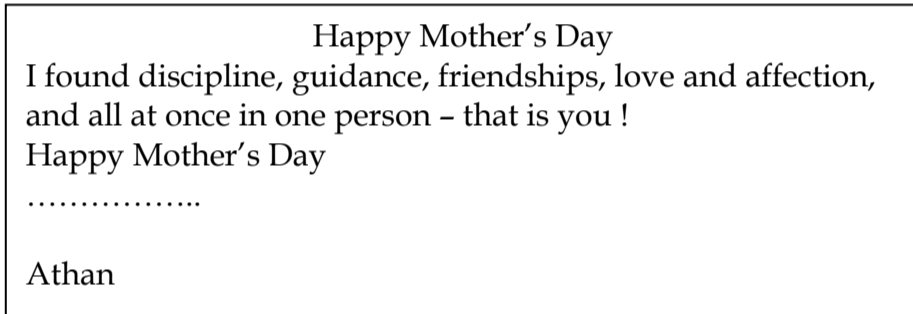 Happy Mother’s Day
I found discipline, guidance, friendships, love and affection,
and all at once in one person – that is you !
Happy Mother’s Day
……………..
Athan